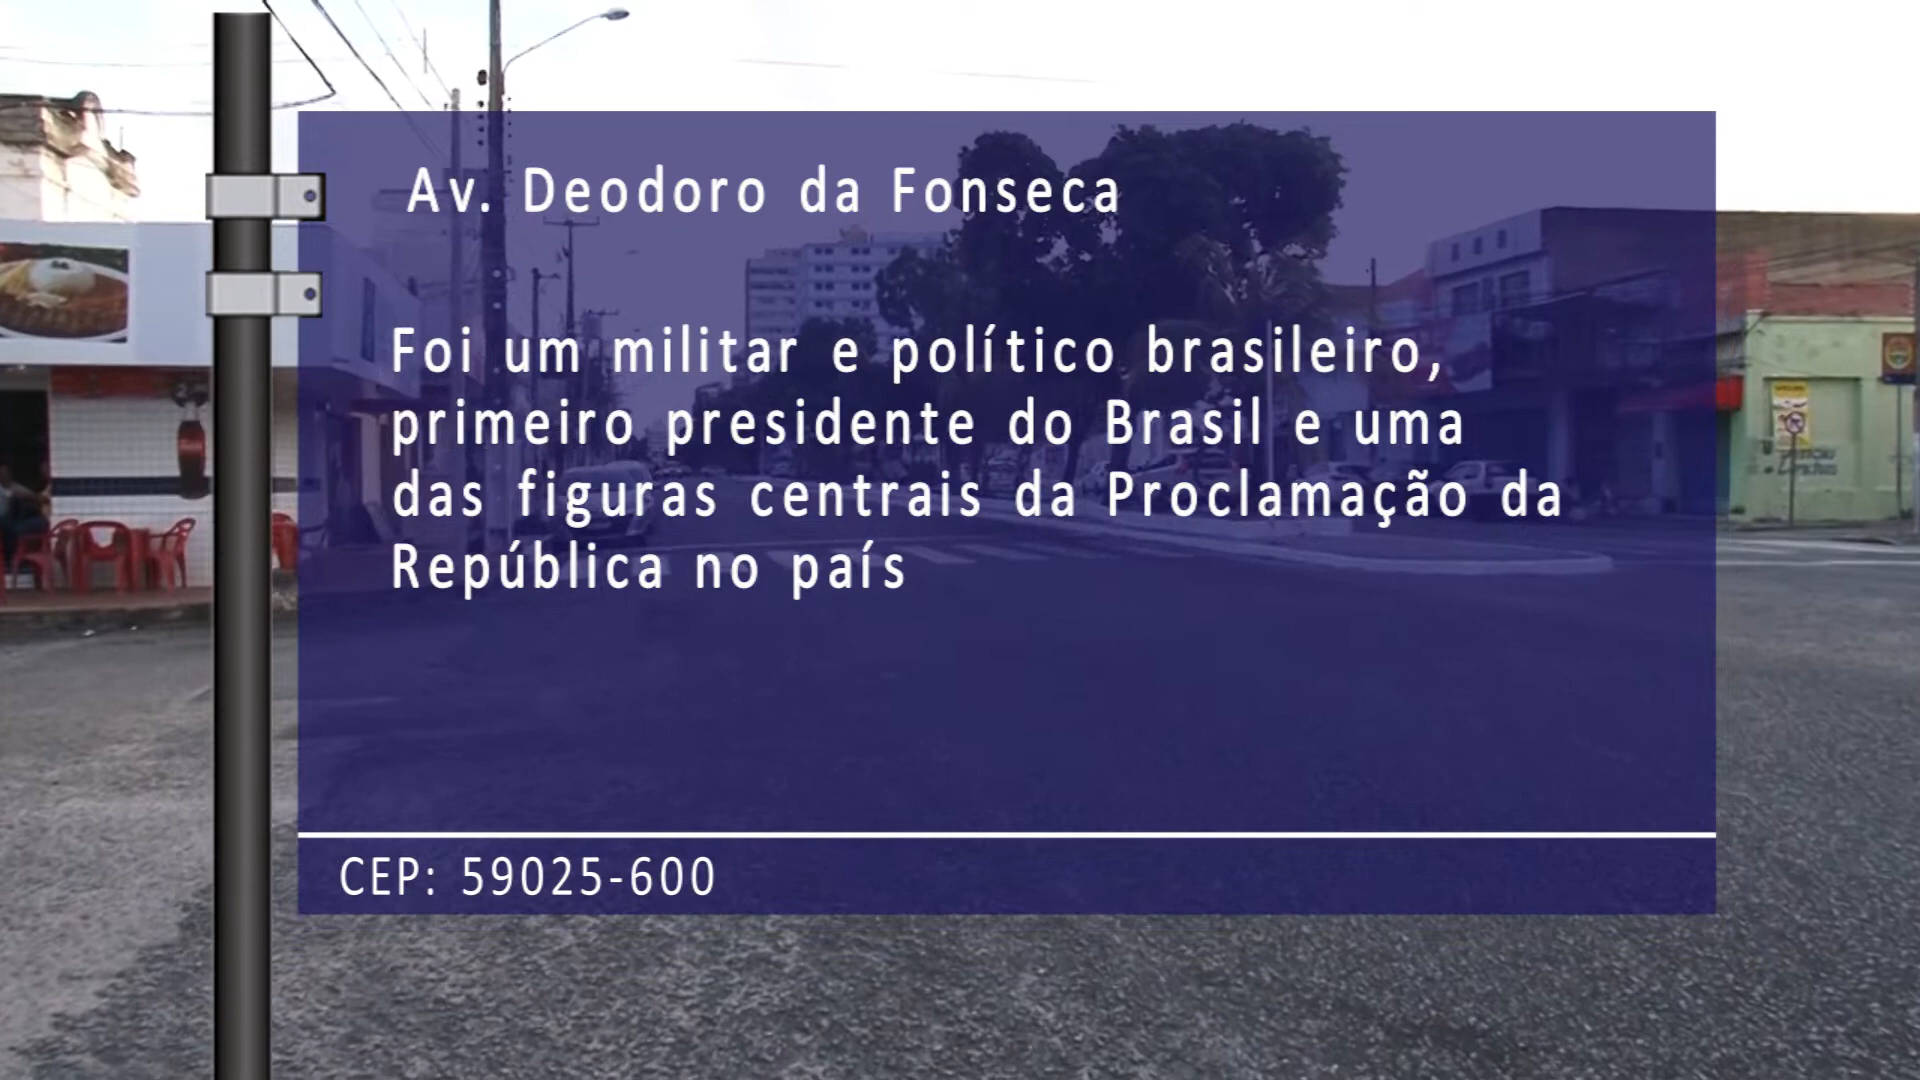 Av. Deodoro da Fonseca
Foi um militar e político brasileiro,
primeiro presidente do Brasil e uma
das figuras centrais da Proclamação da
República no país
CEP: 59025-600